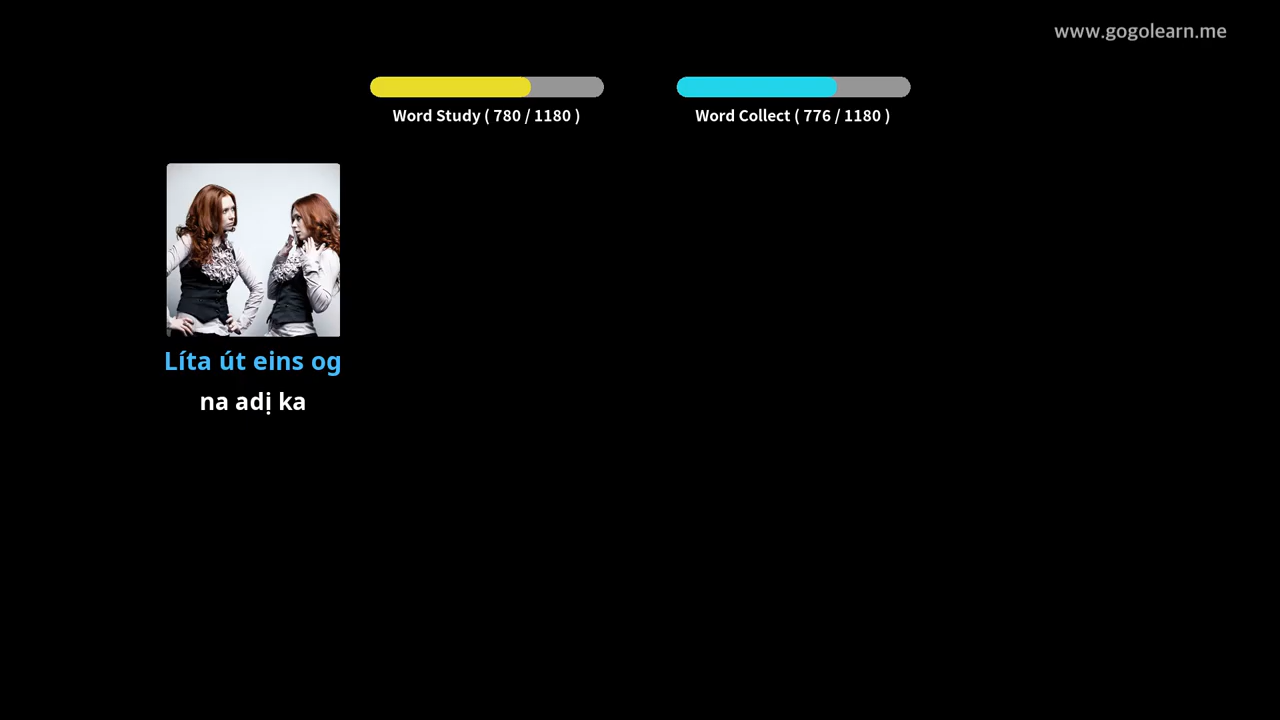 www.gogolearn.me
Word Study ( 780 / 1180 )
Word Collect ( 776 / 1180 )
Líta út eins og
na adị ka